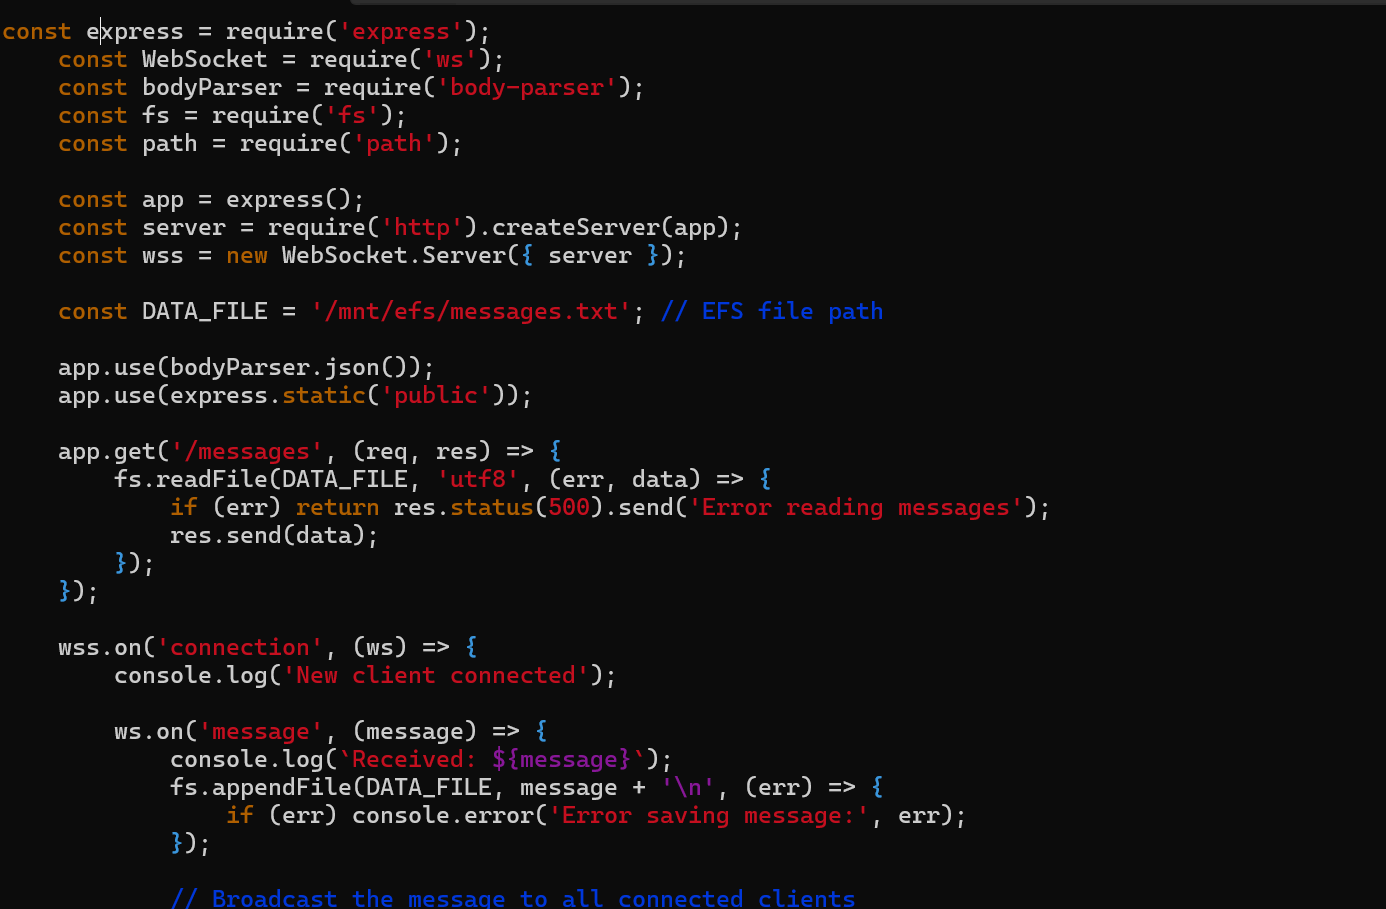 const express = require('express');
    const WebSocket = require('ws');
    const bodyParser = require('body-parser');
    const fs = require('fs');
    const path = require('path');

    const app = express();
    const server = require('http').createServer(app);
    const wss = new WebSocket.Server({ server });

    const DATA_FILE = '/mnt/efs/messages.txt'; // EFS file path

    app.use(bodyParser.json());
    app.use(express.static('public'));

    app.get('/messages', (req, res) => {
        fs.readFile(DATA_FILE, 'utf8', (err, data) => {
            if (err) return res.status(500).send('Error reading messages');
            res.send(data);
        });
    });

    wss.on('connection', (ws) => {
        console.log('New client connected');

        ws.on('message', (message) => {
            console.log(`Received: ${message}`);
            fs.appendFile(DATA_FILE, message + '\n', (err) => {
                if (err) console.error('Error saving message:', err);
            });

            // Broadcast the message to all connected clients